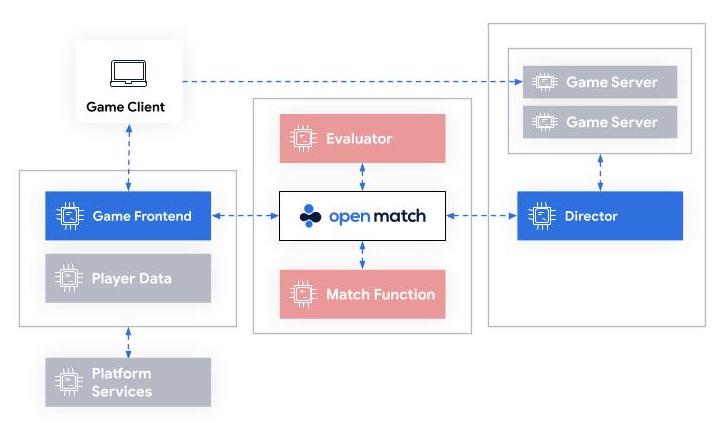 Game Client
Game Server
Game Server
Evaluator
Game Frontend
open match
Director
Player Data
Match Function
Platform
Services